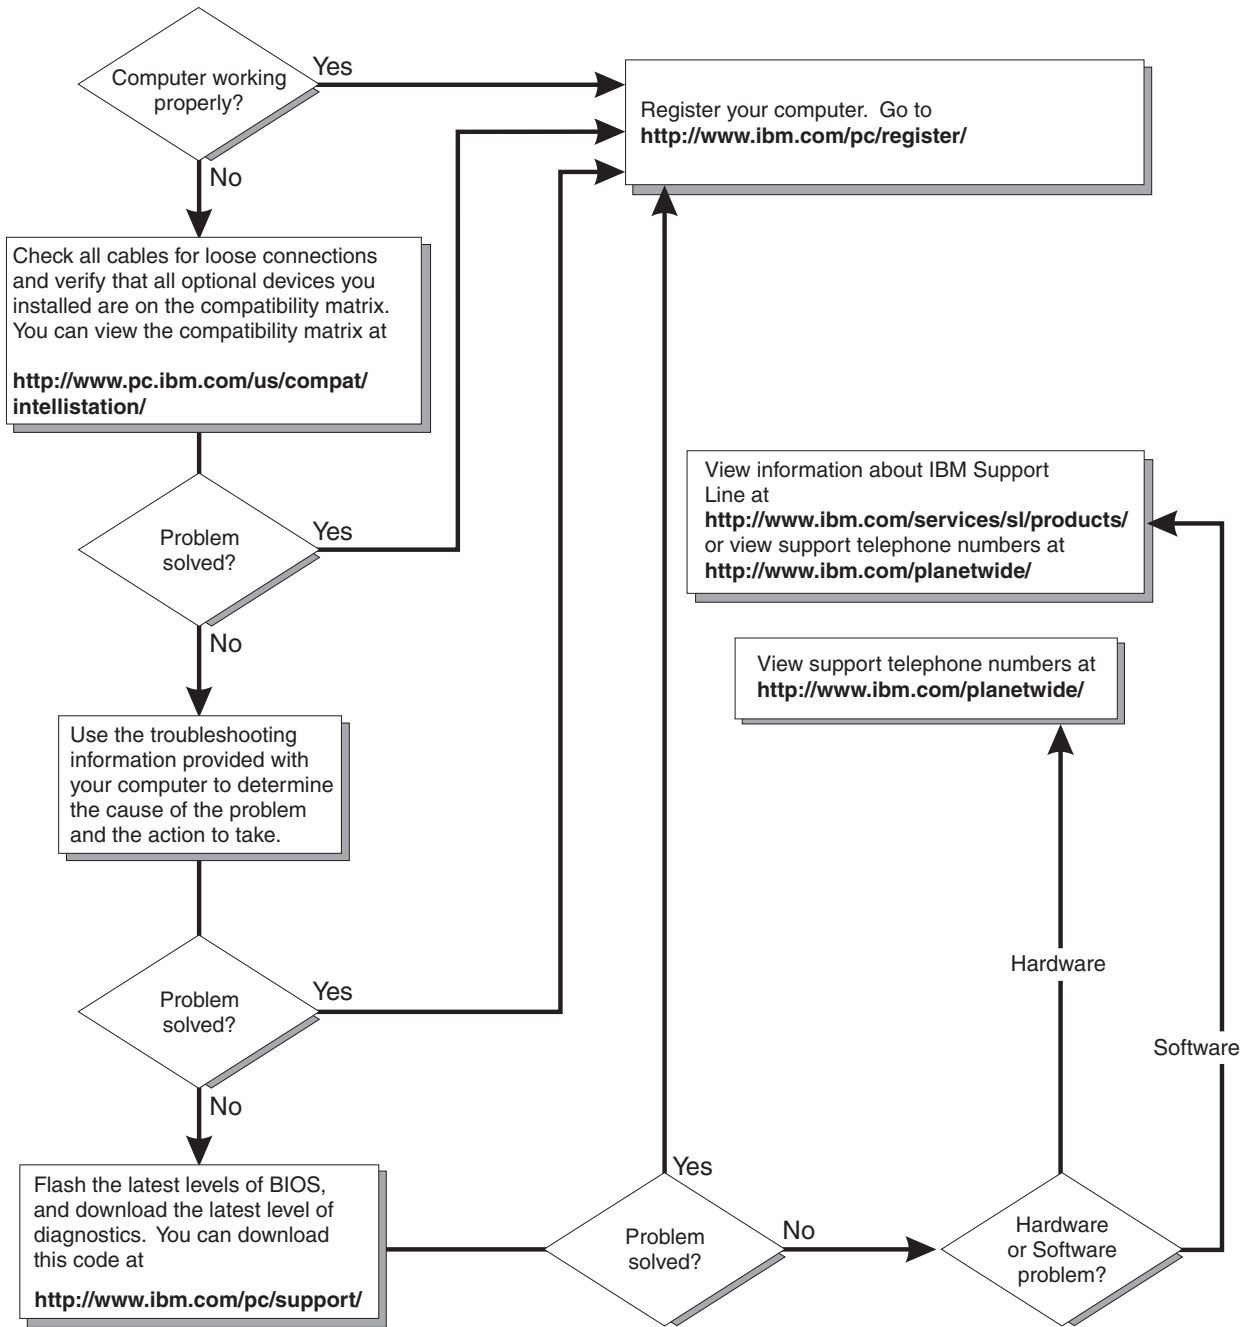 Computer working
properly?
Yes
Register your computer.  Go to
http://www.ibm.com/pc/register/
No
Check all cables for loose connections
and verify that all optional devices you
installed are on the compatibility matrix.
You can view the compatibility matrix at
http://www.pc.ibm.com/us/compat/
intellistation/
Problem
solved?
Yes
View information about IBM Support
Line at
http://www.ibm.com/services/sl/products/
or view support telephone numbers at
http://www.ibm.com/planetwide/
No
View support telephone numbers at
http://www.ibm.com/planetwide/
Use the troubleshooting
information provided with
your computer to determine
the cause of the problem
and the action to take.
Problem
solved?
Yes
Hardware
Software
No
Flash the latest levels of BIOS,
and download the latest level of
diagnostics.  You can download
this code at
http://www.ibm.com/pc/support/
Yes
Problem
solved?
No
Hardware
or Software
problem?